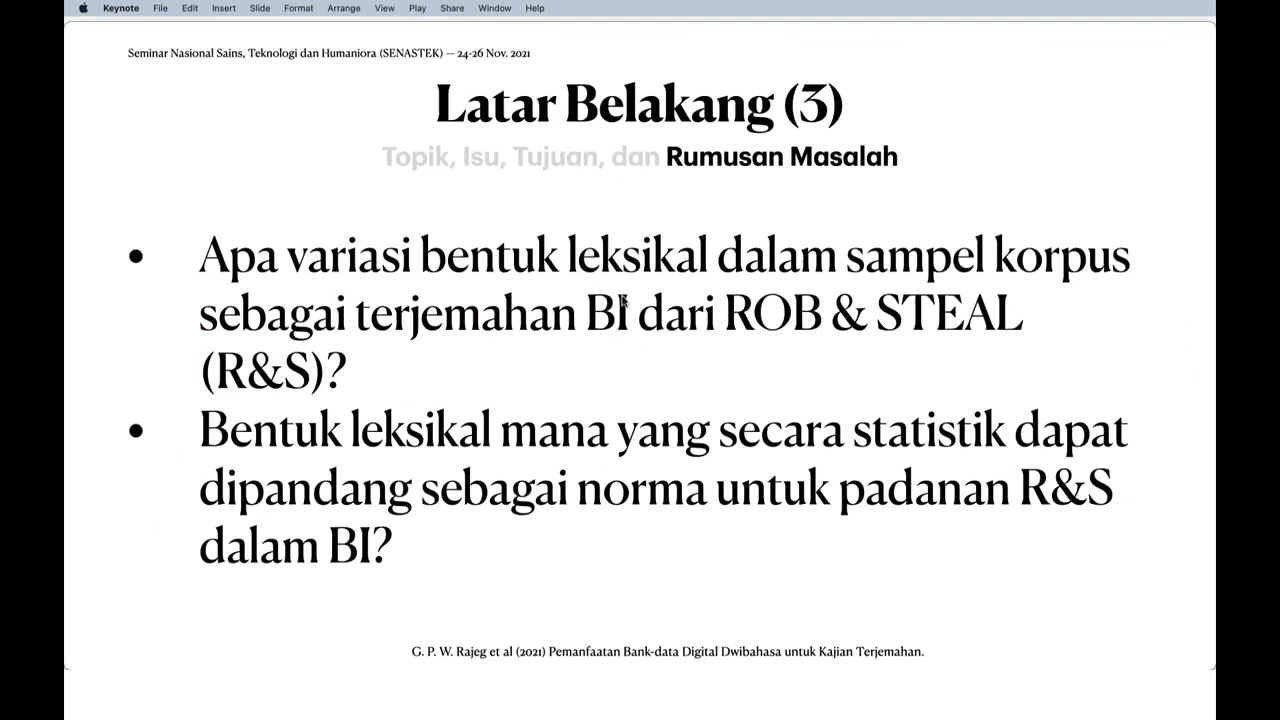 Keynote File Edit Insert Slide Format Arrange View Play Share Window Help
Seminar Nasional Sains, Teknologi dan Humaniora (SENASTEK) — 24-26 Nov. 2021
Latar Belakang (3)
Topik, Isu, Tujuan, dan Rumusan Masalah
• Apa variasi bentuk leksikal dalam sampel korpus
sebagai terjemahan BI dari ROB & STEAL
(R&S)?
• Bentuk leksikal mana yang secara statistik dapat
dipandang sebagai norma untuk padanan R&S
dalam BI?
G. P. W. Rajeg et al (2021) Pemanfaatan Bank-data Digital Dwibahasa untuk Kajian Terjemahan.